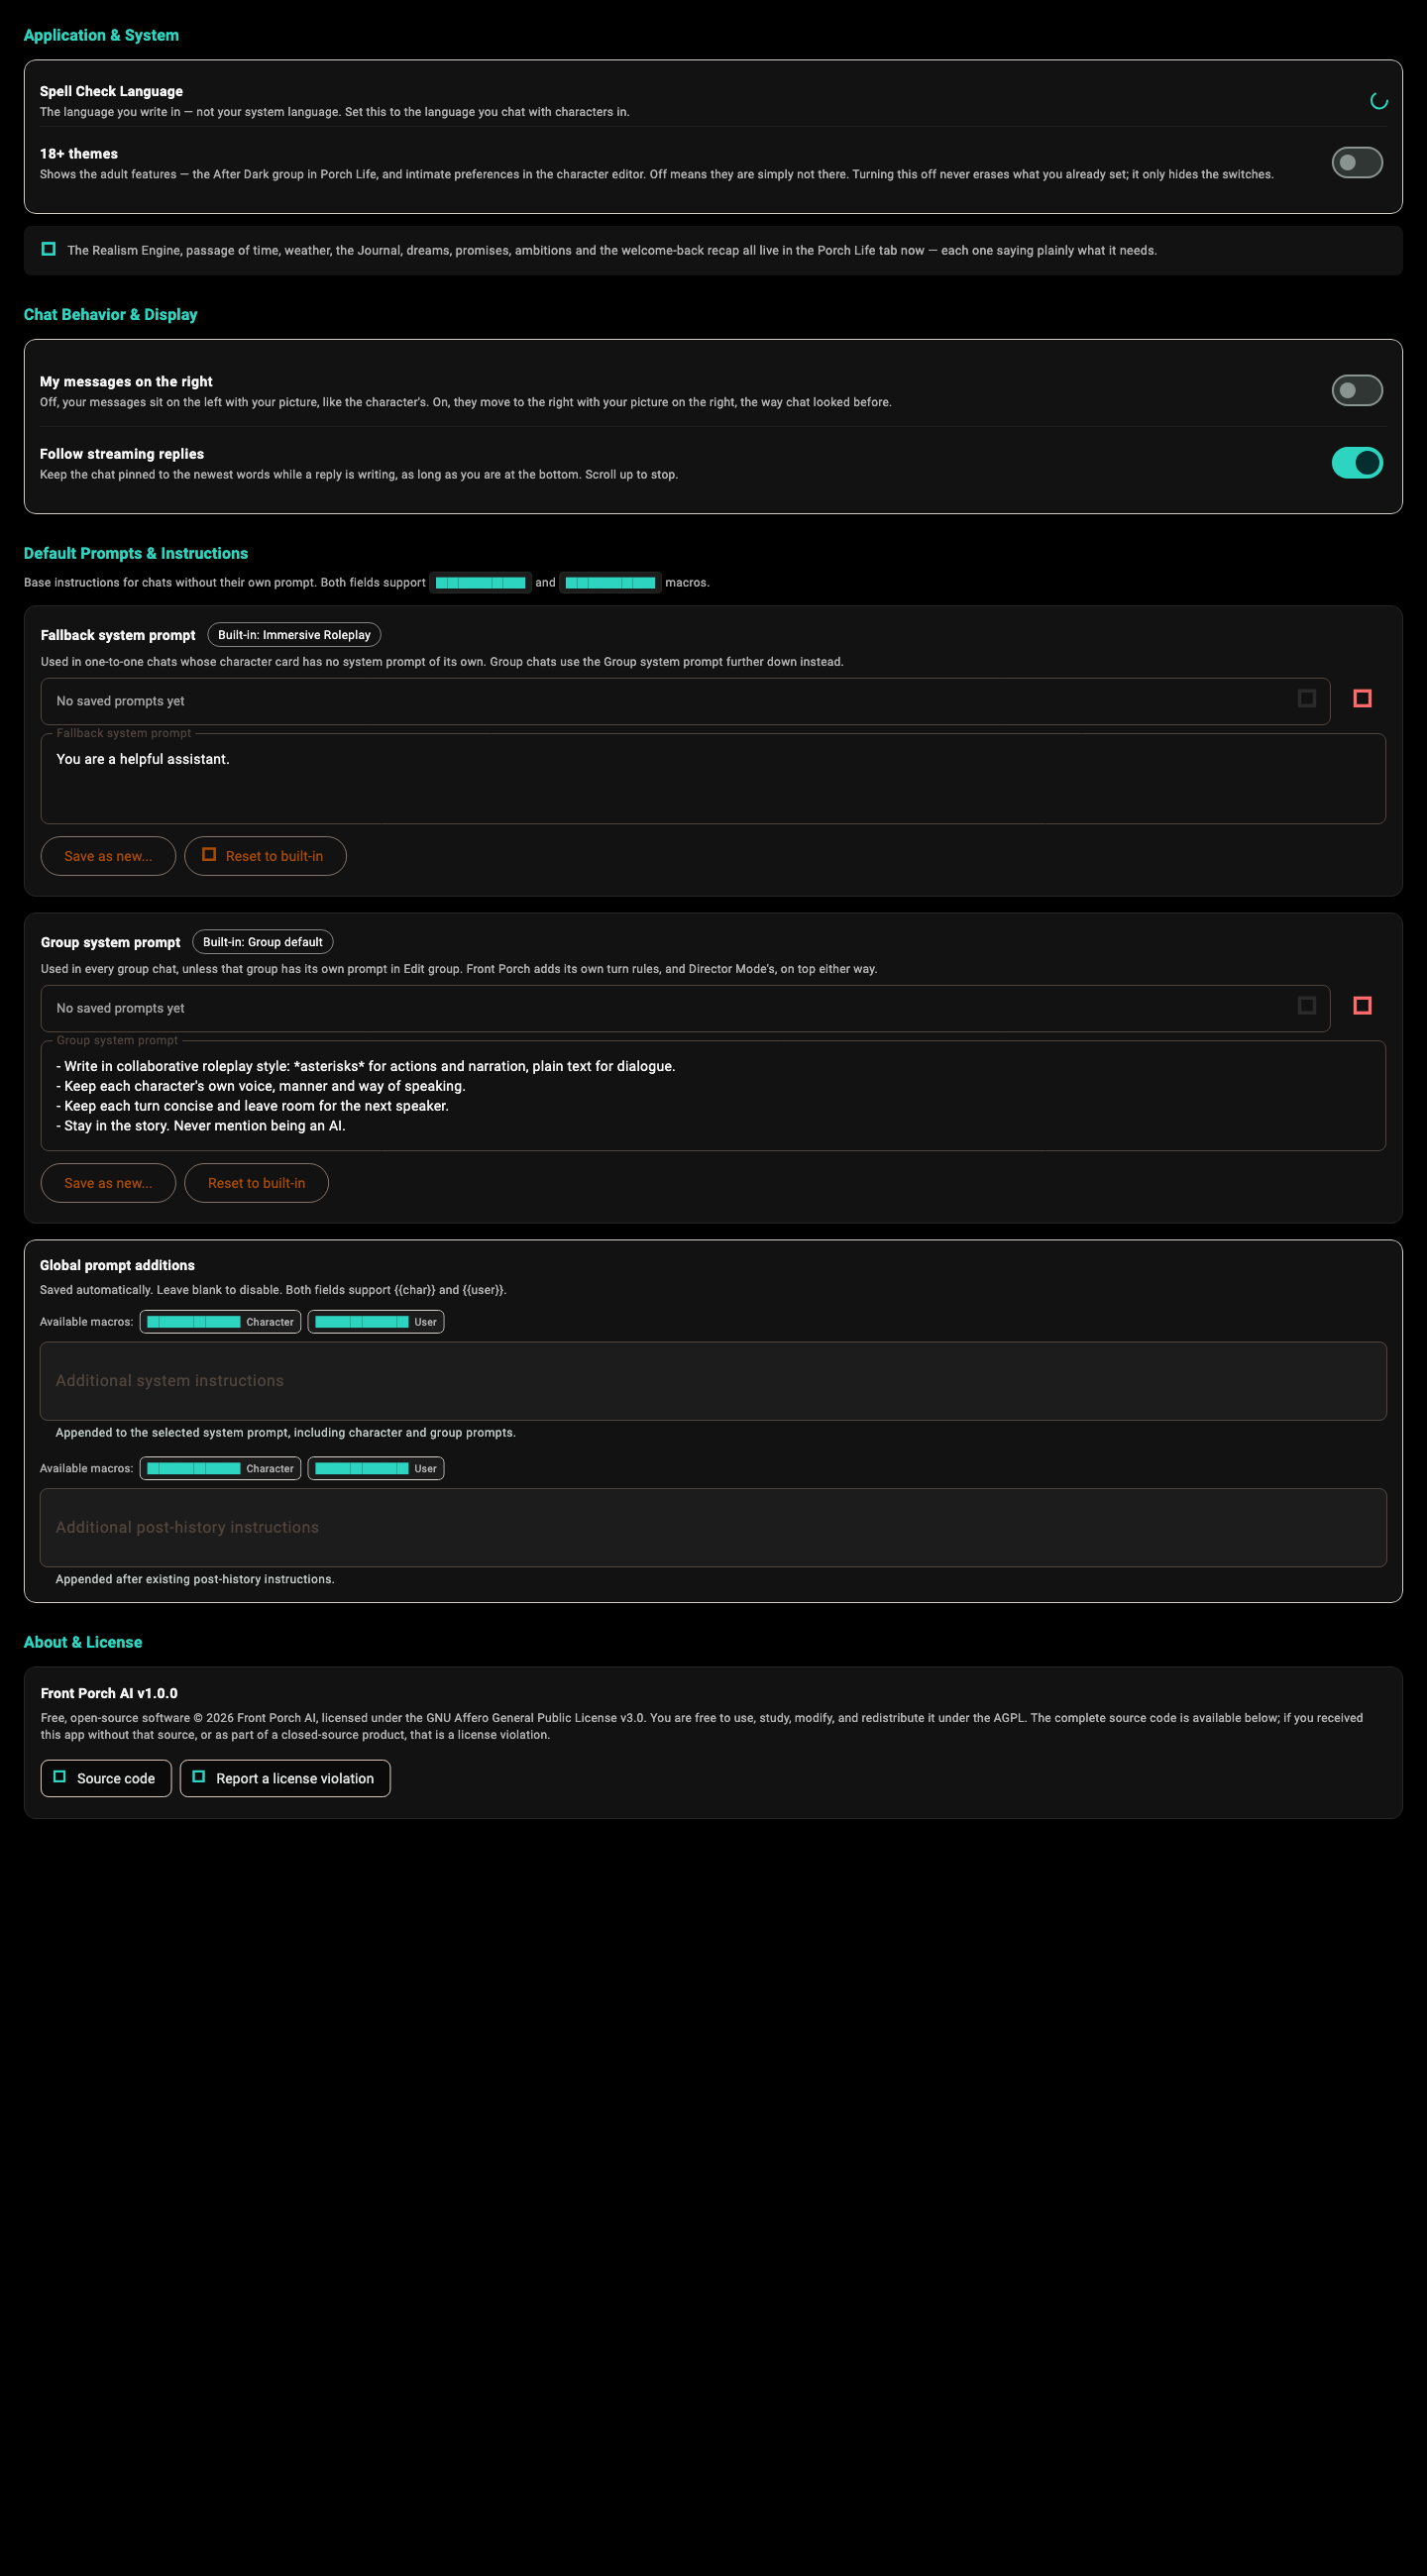 Application & System
Spell Check Language
The language you write in — not your system language. Set this to the language you chat with characters in.
18+ themes
Shows the adult features — the After Dark group in Porch Life, and intimate preferences in the character editor. Off means they are simply not there. Turning this off never erases what you already set; it only hides the switches.
The Realism Engine, passage of time, weather, the Journal, dreams, promises, ambitions and the welcome-back recap all live in the Porch Life tab now — each one saying plainly what it needs.
Chat Behavior & Display
My messages on the right
Off, your messages sit on the left with your picture, like the character's. On, they move to the right with your picture on the right, the way chat looked before.
Follow streaming replies
Keep the chat pinned to the newest words while a reply is writing, as long as you are at the bottom. Scroll up to stop.
Default Prompts & Instructions
Base instructions for chats without their own prompt. Both fields support and macros.
Fallback system prompt Built-in: Immersive Roleplay
Used in one-to-one chats whose character card has no system prompt of its own. Group chats use the Group system prompt further down instead.
No saved prompts yet
Fallback system prompt
You are a helpful assistant.
Save as new... Reset to built-in
Group system prompt Built-in: Group default
Used in every group chat, unless that group has its own prompt in Edit group. Front Porch adds its own turn rules, and Director Mode's, on top either way.
No saved prompts yet
Group system prompt
- Write in collaborative roleplay style: *asterisks* for actions and narration, plain text for dialogue.
- Keep each character's own voice, manner and way of speaking.
- Keep each turn concise and leave room for the next speaker.
- Stay in the story. Never mention being an AI.
Save as new... Reset to built-in
Global prompt additions
Saved automatically. Leave blank to disable. Both fields support {{char}} and {{user}}.
Available macros: Character User
Additional system instructions
Appended to the selected system prompt, including character and group prompts.
Available macros: Character User
Additional post-history instructions
Appended after existing post-history instructions.
About & License
Front Porch AI v1.0.0
Free, open-source software © 2026 Front Porch AI, licensed under the GNU Affero General Public License v3.0. You are free to use, study, modify, and redistribute it under the AGPL. The complete source code is available below; if you received
this app without that source, or as part of a closed-source product, that is a license violation.
Source code Report a license violation